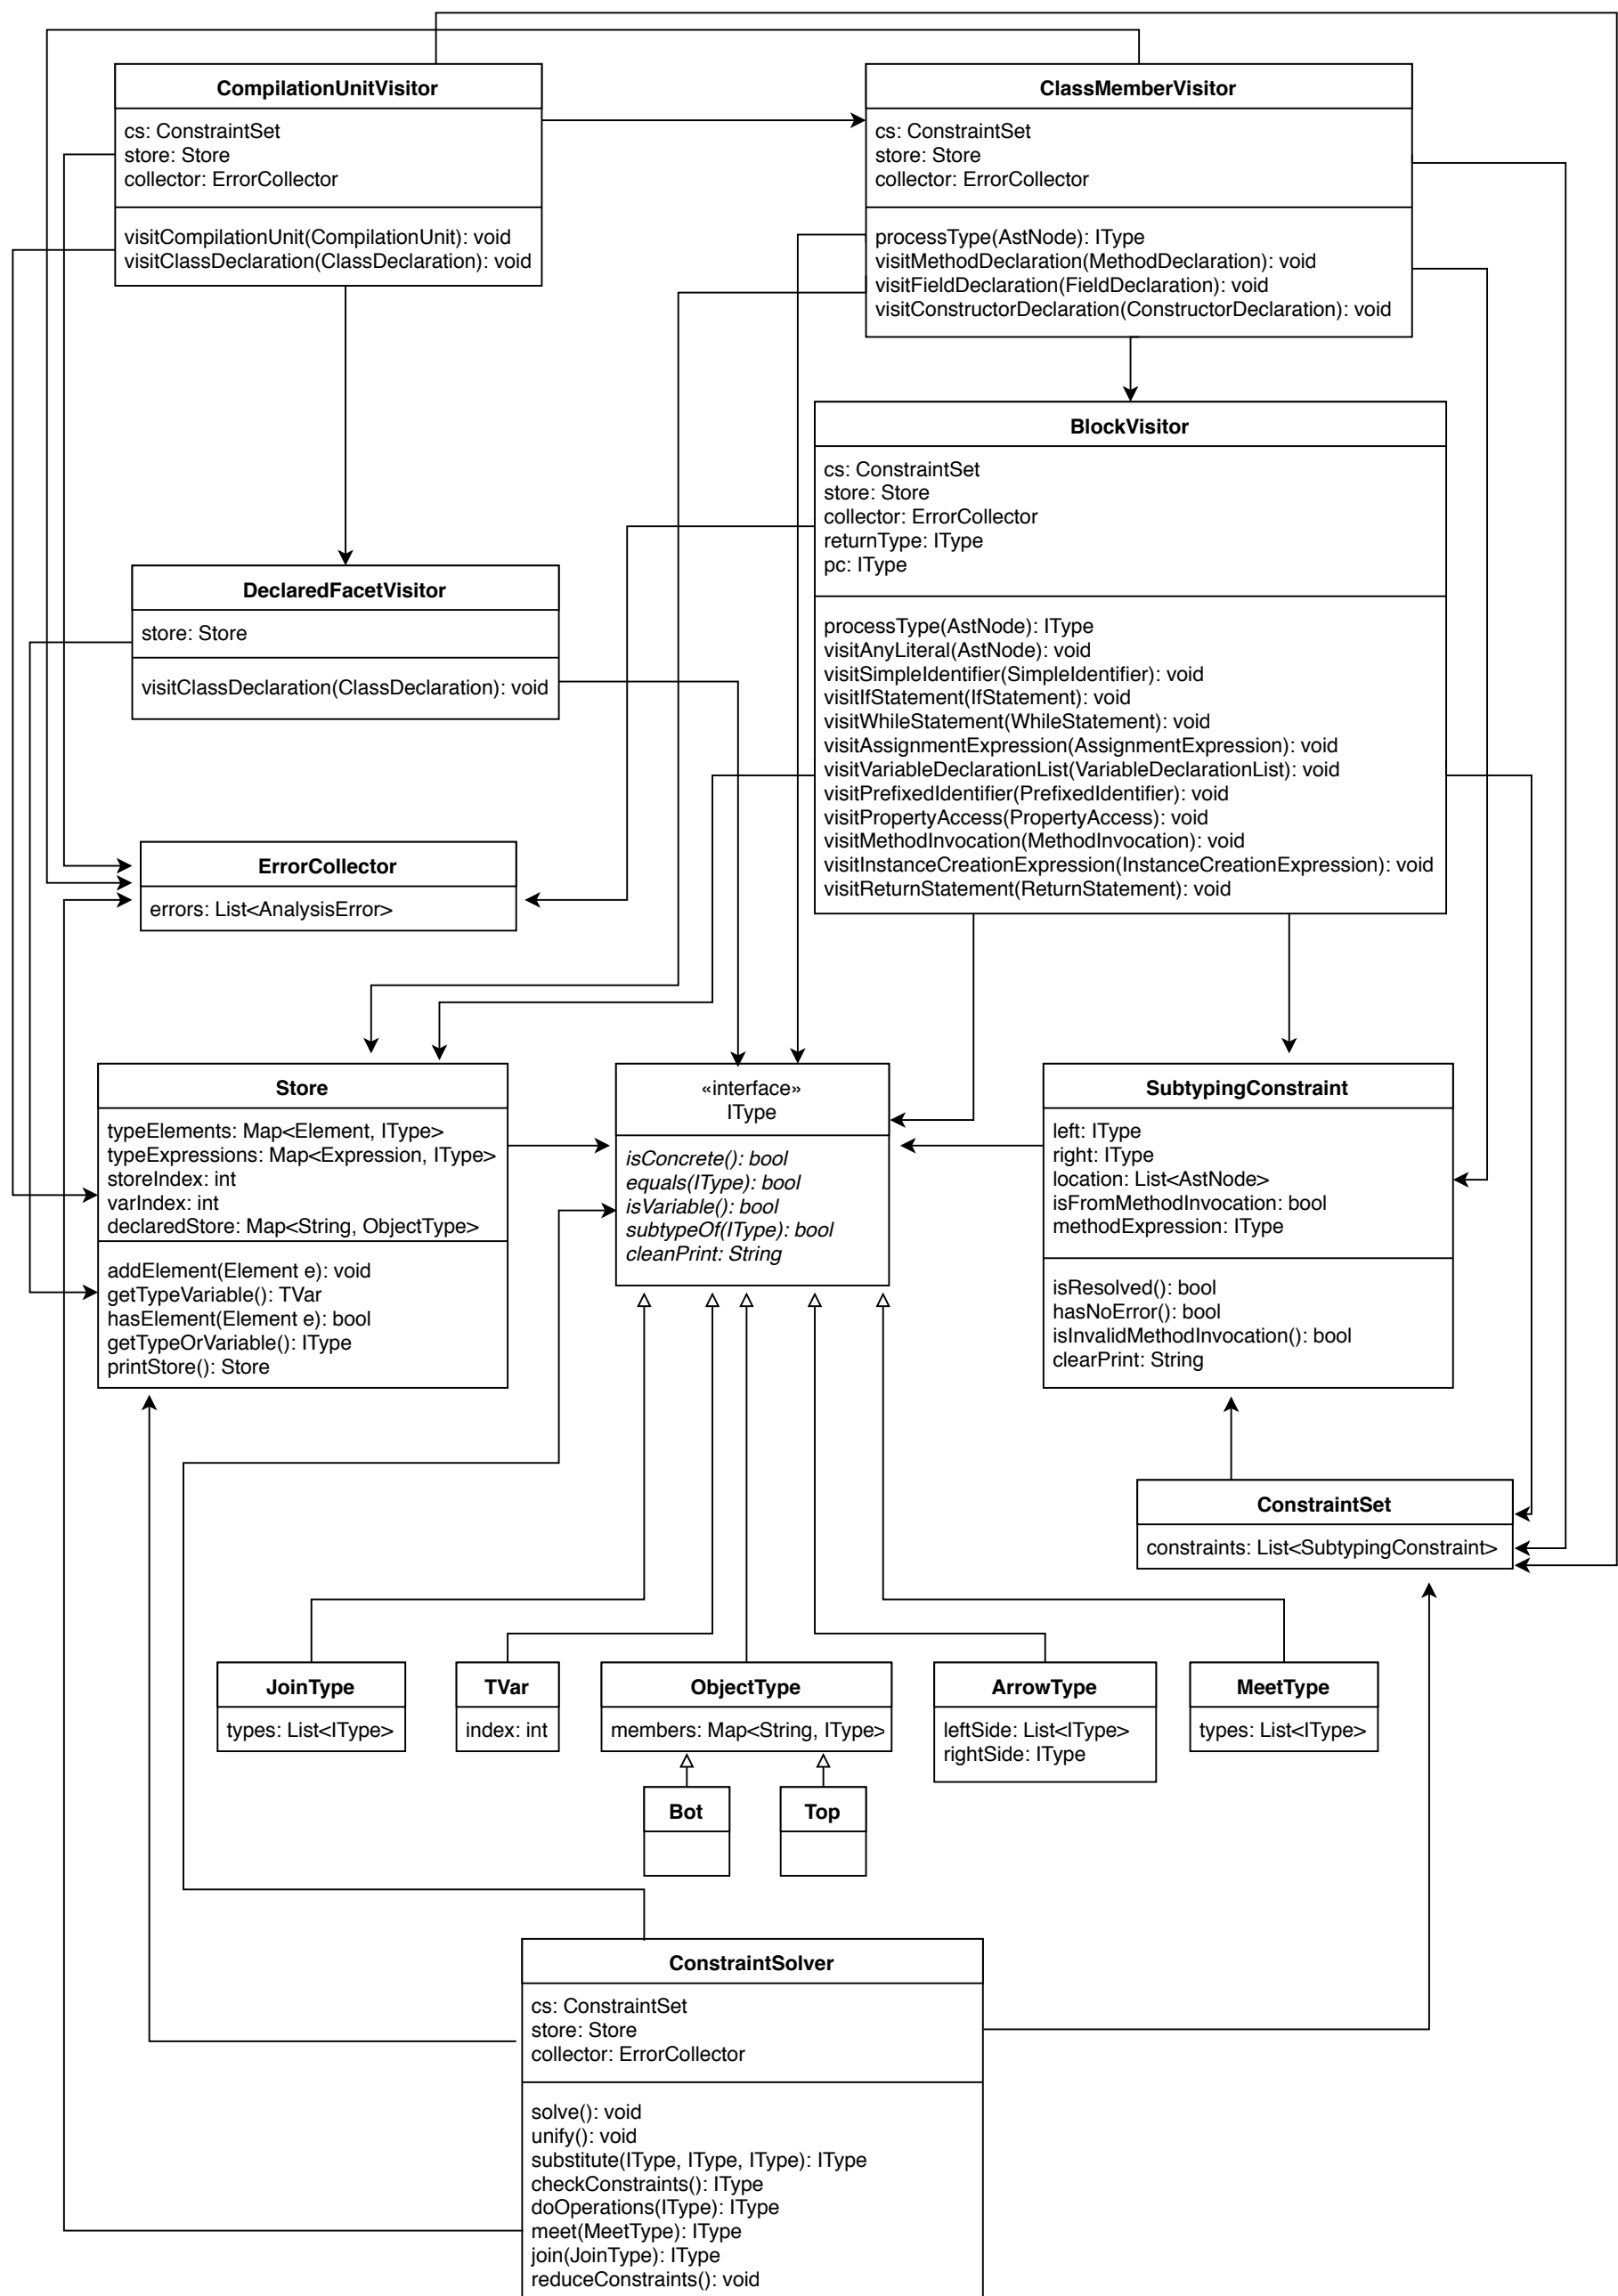 CompilationUnitVisitor
cs: ConstraintSet
store: Store
collector: ErrorCollector
visitCompilationUnit(CompilationUnit): void
visitClassDeclaration(ClassDeclaration): void
ClassMemberVisitor
cs: ConstraintSet
store: Store
collector: ErrorCollector
processType(AstNode): IType
visitMethodDeclaration(MethodDeclaration): void
visitFieldDeclaration(FieldDeclaration): void
visitConstructorDeclaration(ConstructorDeclaration): void
BlockVisitor
cs: ConstraintSet
store: Store
collector: ErrorCollector
returnType: IType
pc: IType
processType(AstNode): IType
visitAnyLiteral(AstNode): void
visitSimpleIdentifier(SimpleIdentifier): void
visitIfStatement(IfStatement): void
visitWhileStatement(WhileStatement): void
visitAssignmentExpression(AssignmentExpression): void
visitVariableDeclarationList(VariableDeclarationList): void
visitPrefixedIdentifier(PrefixedIdentifier): void
visitPropertyAccess(PropertyAccess): void
visitMethodInvocation(MethodInvocation): void
visitInstanceCreationExpression(InstanceCreationExpression): void
visitReturnStatement(ReturnStatement): void
DeclaredFacetVisitor
store: Store
visitClassDeclaration(ClassDeclaration): void
ErrorCollector
errors: List<AnalysisError>
Store
typeElements: Map<Element, IType>
typeExpressions: Map<Expression, IType>
storeIndex: int
varIndex: int
declaredStore: Map<String, ObjectType>
addElement(Element e): void
getTypeVariable(): TVar
hasElement(Element e): bool
getTypeOrVariable(): IType
printStore(): Store
«interface»
IType
isConcrete(): bool
equals(IType): bool
isVariable(): bool
subtypeOf(IType): bool
cleanPrint: String
SubtypingConstraint
left: IType
right: IType
location: List<AstNode>
isFromMethodInvocation: bool
methodExpression: IType
isResolved(): bool
hasNoError(): bool
isInvalidMethodInvocation(): bool
clearPrint: String
ConstraintSet
constraints: List<SubtypingConstraint>
JoinType
types: List<IType>
TVar
index: int
ObjectType
members: Map<String, IType>
ArrowType
leftSide: List<IType>
rightSide: IType
MeetType
types: List<IType>
Bot
Top
ConstraintSolver
cs: ConstraintSet
store: Store
collector: ErrorCollector
solve(): void
unify(): void
substitute(IType, IType, IType): IType
checkConstraints(): IType
doOperations(IType): IType
meet(MeetType): IType
join(JoinType): IType
reduceConstraints(): void